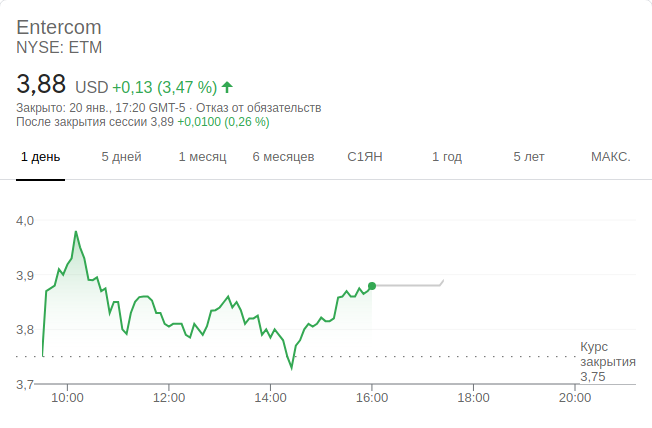 Entercom
NYSE: ETM
3,88 USD +0,13 (3,47 %)
Закрыто: 20 янв., 17:20 GMT-5 · Отказ от обязательств
После закрытия сессии 3,89 +0,0100 (0,26 %)
1 день 5 дней 1 месяц 6 месяцев С1ЯН 1 год 5 лет МАКС.
4,0
3,9
3,8
Курс
закрытия
3,75
3,7
10:00 12:00 14:00 16:00 18:00 20:00